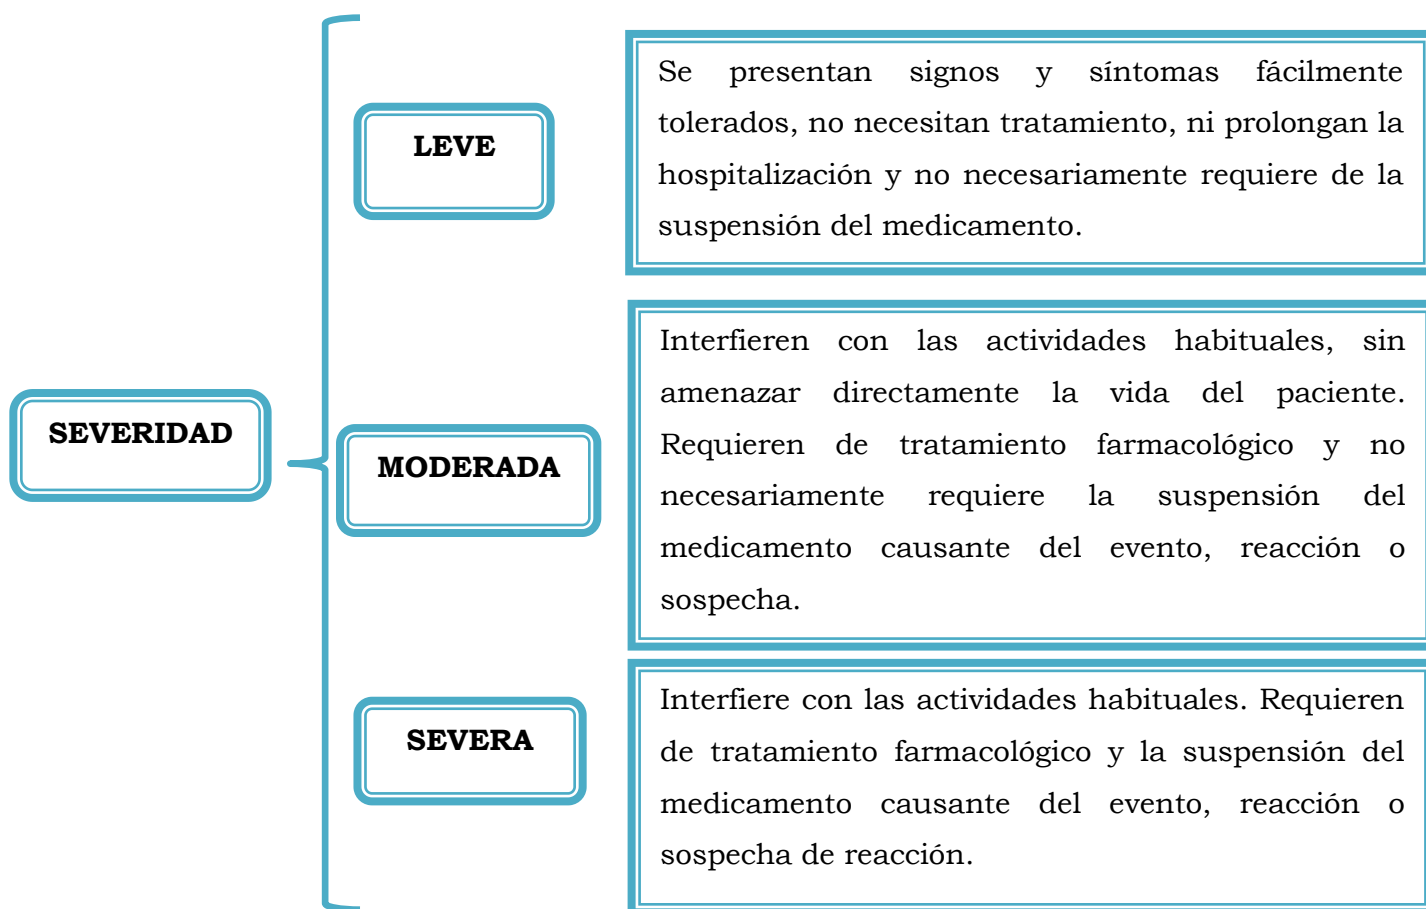 Se presentan signos y síntomas fácilmente
tolerados, no necesitan tratamiento, ni prolongan la
hospitalización y no necesariamente requiere de la
suspensión del medicamento.
LEVE
Interfieren con las actividades habituales, sin
amenazar directamente la vida del paciente.
Requieren de tratamiento farmacológico y no
necesariamente requiere la suspensión del
medicamento causante del evento, reacción o
sospecha.
SEVERIDAD
MODERADA
Interfiere con las actividades habituales. Requieren
de tratamiento farmacológico y la suspensión del
medicamento causante del evento, reacción o
sospecha de reacción.
SEVERA